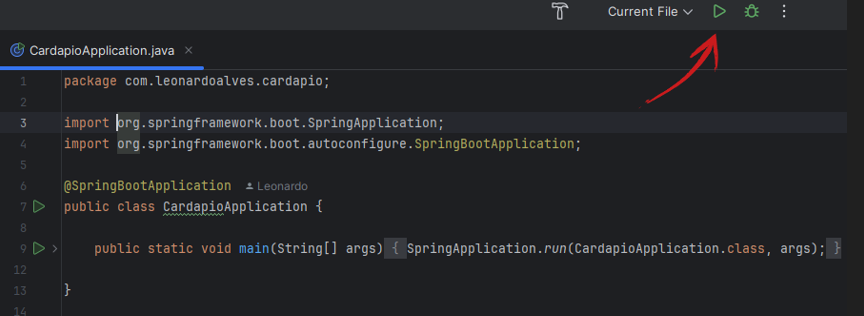 Current File
CardapioApplication.java
1 package com.leonardoalves.cardapio;
2
3 import org.springframework.boot.SpringApplication;
4 import org.springframework.boot.autoconfigure.SpringBootApplication;
5
6 @SpringBootApplication Leonardo
7 public class CardapioApplication {
8
9 public static void main(String[] args) { SpringApplication.run(CardapioApplication.class, args); }
12
13 }
14